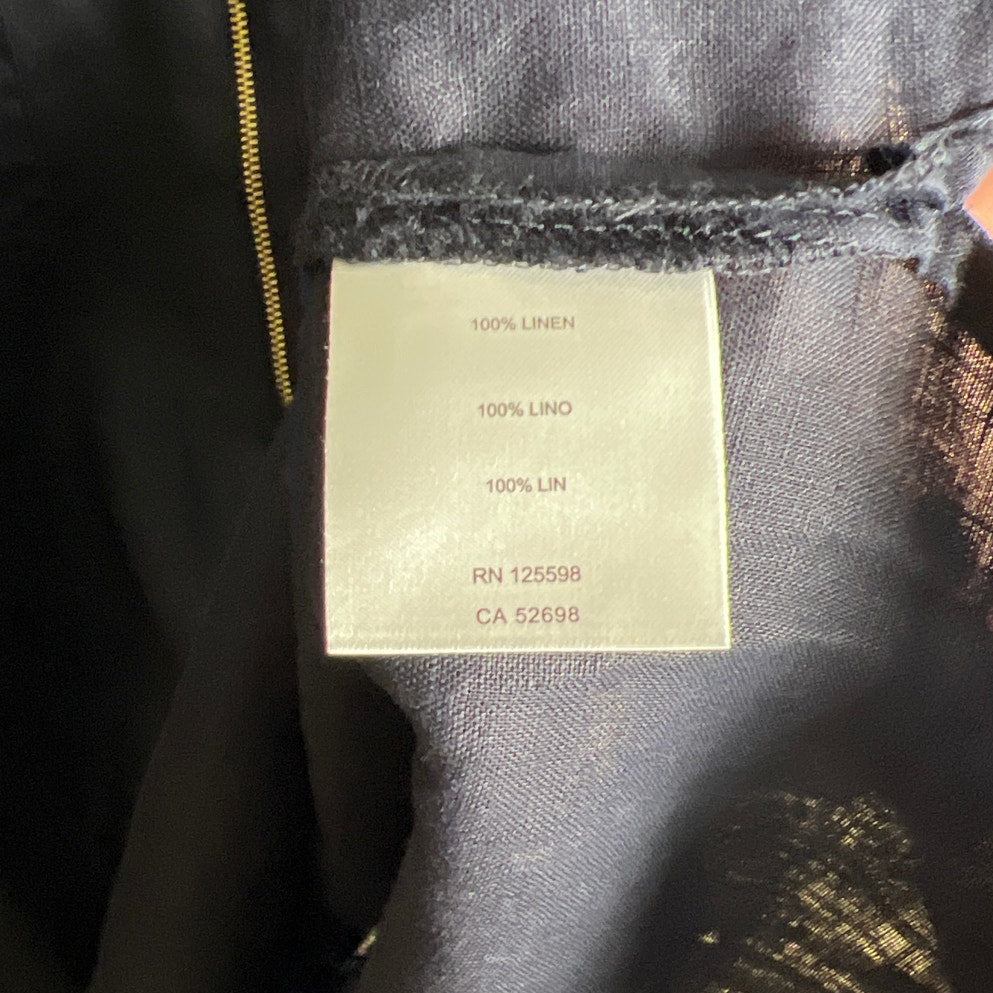 100% LINEN
100% LINO
100% LIN
RN 125598
CA 52698